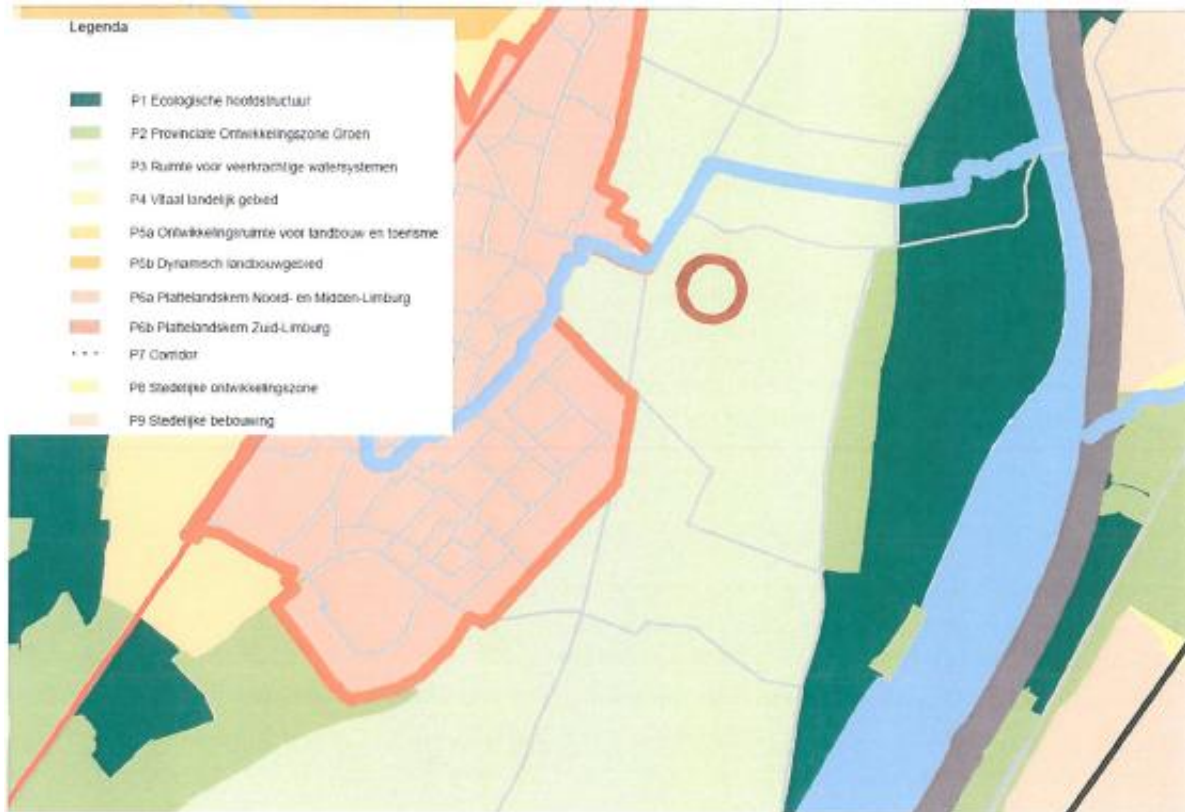 Legenda
P1 Ecologische hoofdstructuur
P2 Provinciale Ontwikkelingszone Groen
P3 Ruimte voor veerkrachtige watersystemen
P4 Vitaal landelijk gebied
P5a Ontwikkelingsruimte voor landbouw en toerisme
P5b Dynamisch landbouwgebied
P6a Plattelandskern Noord- en Midden-Limburg
P6b Plattelandskern Zuid-Limburg
P7 Corridor
P8 Stedelijke ontwikkelingszone
P9 Stedelijke bebouwing